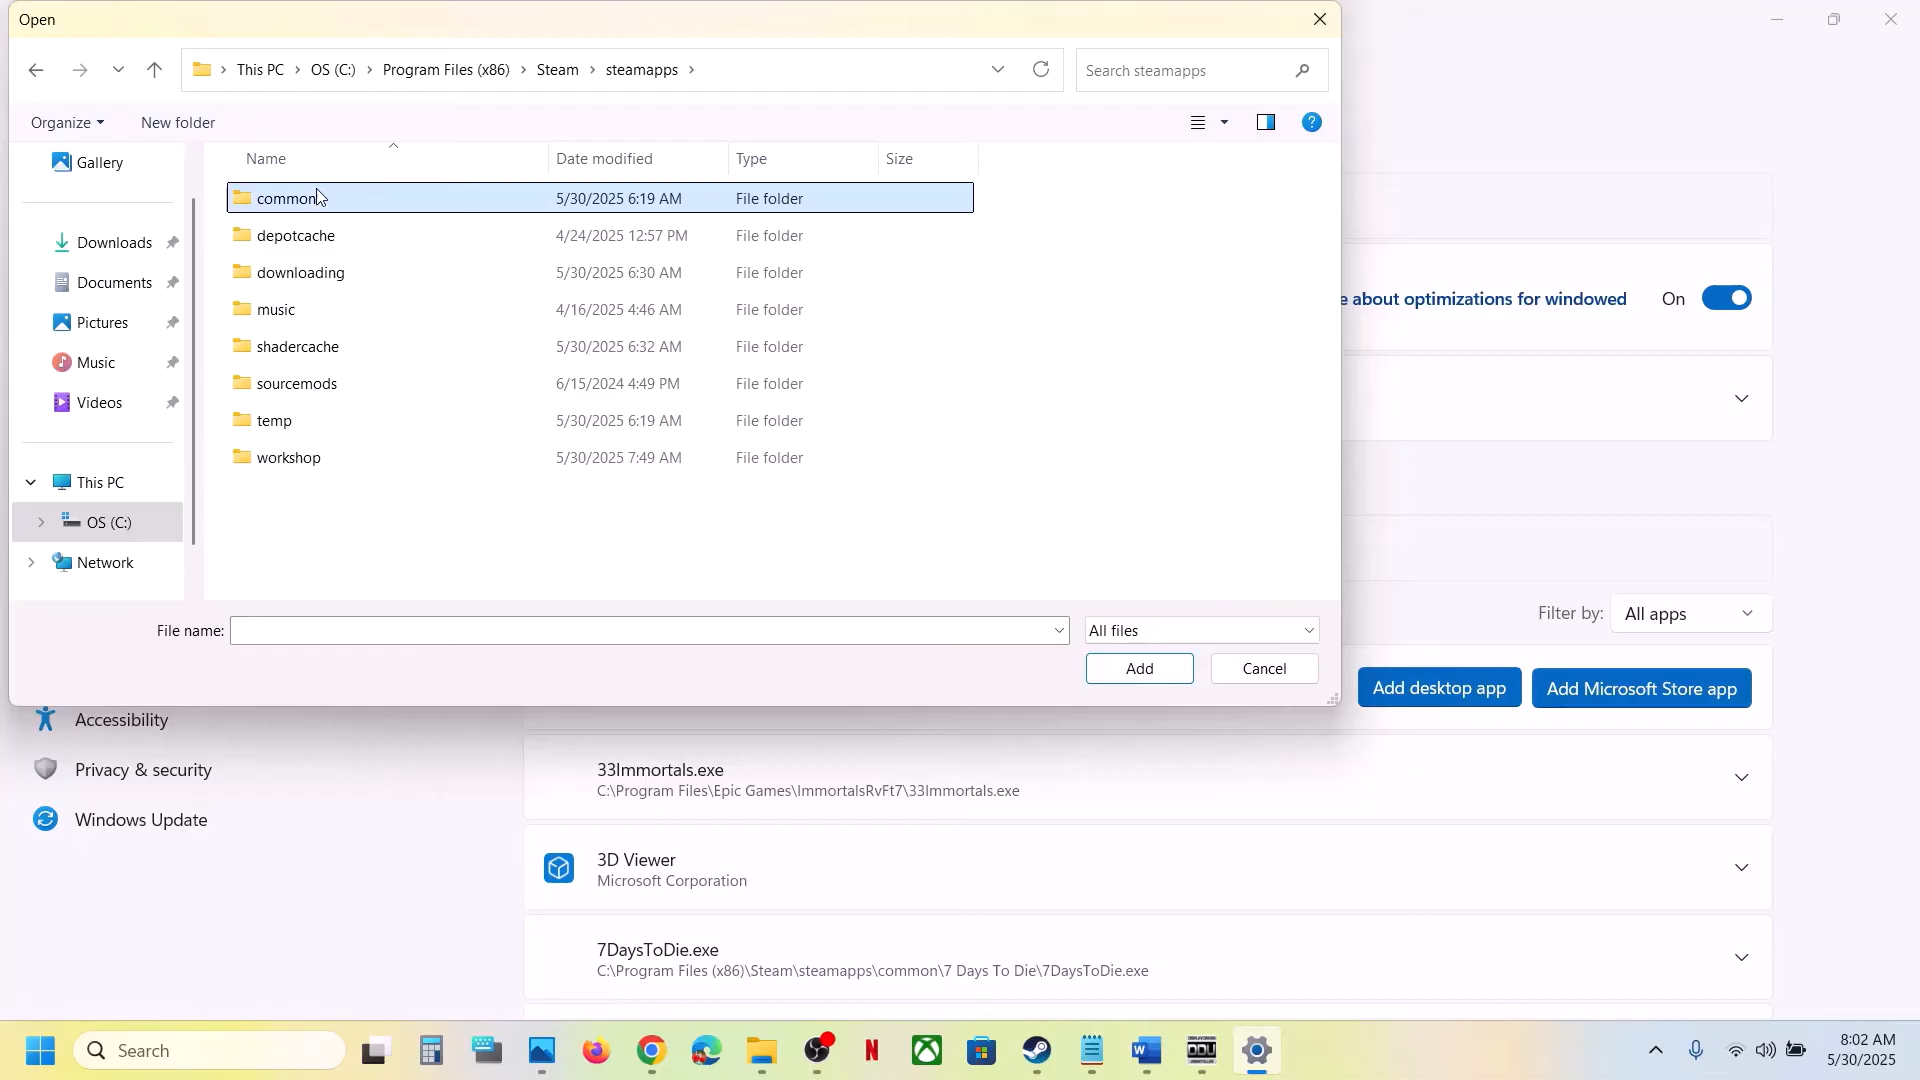 Open
This PC > OS (C:) > Program Files (x86) > Steam > steamapps >
Search steamapps
Organize
New folder
Gallery
Downloads
Documents
Pictures
Music
Videos
This PC
OS (C:)
Network
Name Date modified Type Size
common 5/30/2025 6:19 AM File folder
depotcache 4/24/2025 12:57 PM File folder
downloading 5/30/2025 6:30 AM File folder
music 4/16/2025 4:46 AM File folder
shadercache 5/30/2025 6:32 AM File folder
sourcemods 6/15/2024 4:49 PM File folder
temp 5/30/2025 6:19 AM File folder
workshop 5/30/2025 7:49 AM File folder
File name:
All files
Add
Cancel
e about optimizations for windowed
On
Filter by:
All apps
Add desktop app
Add Microsoft Store app
Accessibility
Privacy & security
Windows Update
33Immortals.exe
C:\Program Files\Epic Games\ImmortalsRvFt7\33Immortals.exe
3D Viewer
Microsoft Corporation
7DaysToDie.exe
C:\Program Files (x86)\Steam\steamapps\common\7 Days To Die\7DaysToDie.exe
Search
N
W
DDU
8:02 AM
5/30/2025